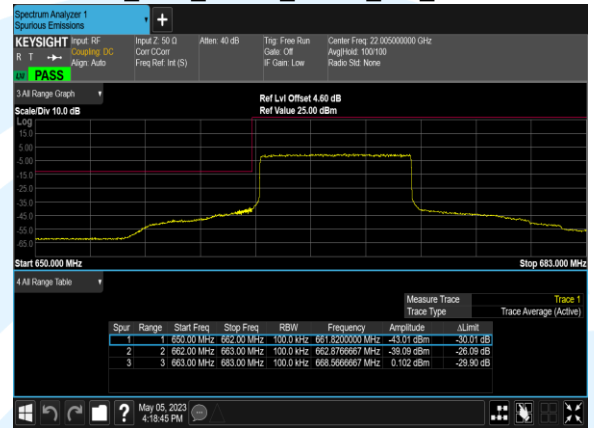 Spectrum Analyzer 1
Spurious Emissions
+
KEYSIGHT Input: RF Input Z: 50 Ω Atten: 40 dB Trig: Free Run Center Freq: 22.005000000 GHz
R T Coupling: DC Corr CCorr Gate: Off Avg|Hold: 100/100
Align: Auto Freq Ref: Int (S) IF Gain: Low Radio Std: None
PASS
3 All Range Graph
Ref Lvl Offset 4.60 dB
Scale/Div 10.0 dB Ref Value 25.00 dBm
Log
15.0
5.00
-5.00
-15.0
-25.0
-35.0
-45.0
-55.0
-65.0
Start 650.000 MHz Stop 683.000 MHz
4 All Range Table
Measure Trace Trace 1
Trace Type Trace Average (Active)
Spur Range Start Freq Stop Freq RBW Frequency Amplitude ΔLimit
1 1 650.00 MHz 662.00 MHz 100.0 kHz 661.8200000 MHz -43.01 dBm -30.01 dB
2 2 662.00 MHz 663.00 MHz 100.0 kHz 662.8766667 MHz -39.09 dBm -26.09 dB
3 3 663.00 MHz 683.00 MHz 100.0 kHz 668.5666667 MHz 0.102 dBm -29.90 dB
?
May 05, 2023
4:18:45 PM